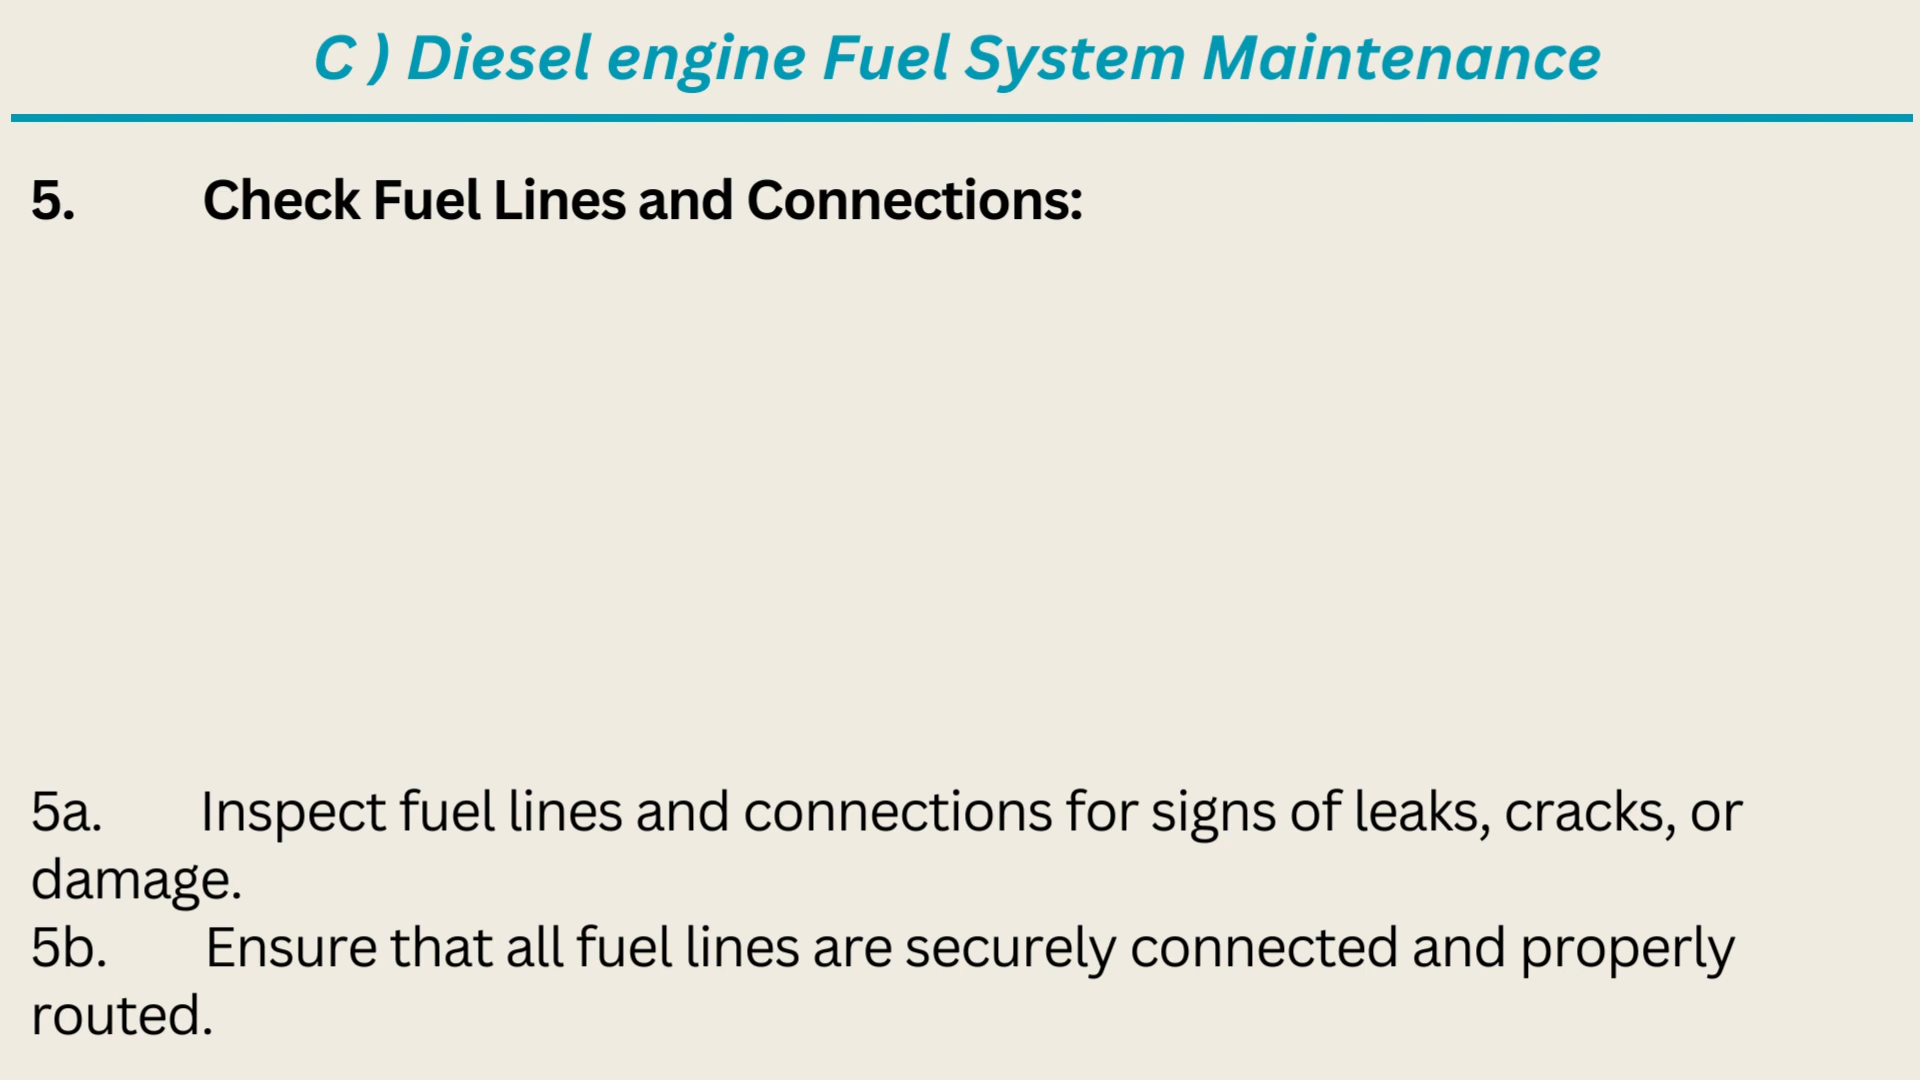 C ) Diesel engine Fuel System Maintenance
5. Check Fuel Lines and Connections:
5a. Inspect fuel lines and connections for signs of leaks, cracks, or
damage.
5b. Ensure that all fuel lines are securely connected and properly
routed.